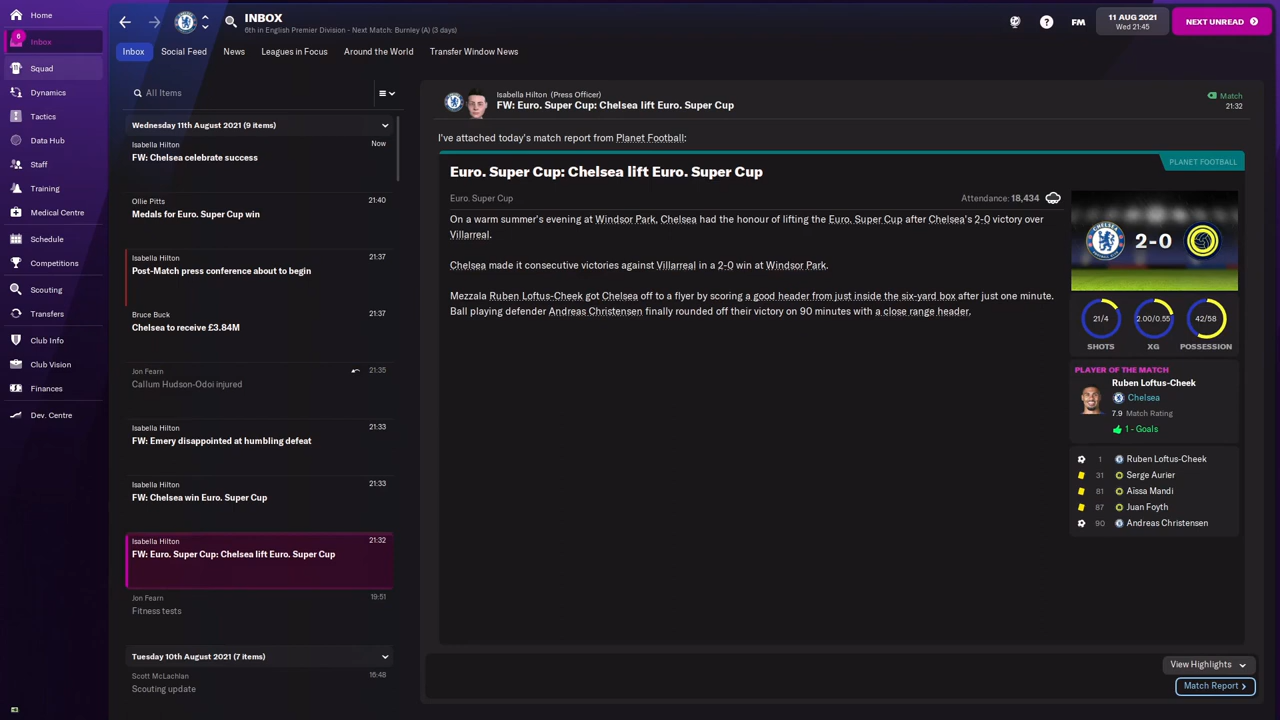 Home
6
Inbox
Squad
Dynamics
Tactics
Data Hub
Staff
Training
Medical Centre
Schedule
Competitions
Scouting
Transfers
Club Info
Club Vision
Finances
Dev. Centre
INBOX
6th in English Premier Division - Next Match: Burnley (A) (3 days)
FM
11 AUG 2021
Wed 21:45
NEXT UNREAD
Inbox
Social Feed
News
Leagues in Focus
Around the World
Transfer Window News
All Items
Wednesday 11th August 2021 (9 items)
Isabella Hilton
Now
FW: Chelsea celebrate success
Ollie Pitts
21:40
Medals for Euro. Super Cup win
Isabella Hilton
21:37
Post-Match press conference about to begin
Bruce Buck
21:37
Chelsea to receive £3.84M
Jon Fearn
21:35
Callum Hudson-Odoi injured
Isabella Hilton
21:33
FW: Emery disappointed at humbling defeat
Isabella Hilton
21:33
FW: Chelsea win Euro. Super Cup
Isabella Hilton
21:32
FW: Euro. Super Cup: Chelsea lift Euro. Super Cup
Jon Fearn
19:51
Fitness tests
Tuesday 10th August 2021 (7 items)
Scott McLachlan
16:48
Scouting update
Isabella Hilton (Press Officer)
FW: Euro. Super Cup: Chelsea lift Euro. Super Cup
Match
21:32
I've attached today's match report from Planet Football:
PLANET FOOTBALL
Euro. Super Cup: Chelsea lift Euro. Super Cup
Euro. Super Cup
Attendance: 18,434
On a warm summer's evening at Windsor Park, Chelsea had the honour of lifting the Euro. Super Cup after Chelsea's 2-0 victory over
Villarreal.
Chelsea made it consecutive victories against Villarreal in a 2-0 win at Windsor Park.
Mezzala Ruben Loftus-Cheek got Chelsea off to a flyer by scoring a good header from just inside the six-yard box after just one minute.
Ball playing defender Andreas Christensen finally rounded off their victory on 90 minutes with a close range header.
2-0
21/4
2.00/0.55
42/58
SHOTS
XG
POSSESSION
PLAYER OF THE MATCH
Ruben Loftus-Cheek
Chelsea
7.9 Match Rating
1 - Goals
1 Ruben Loftus-Cheek
31 Serge Aurier
81 Aïssa Mandi
87 Juan Foyth
90 Andreas Christensen
View Highlights
Match Report